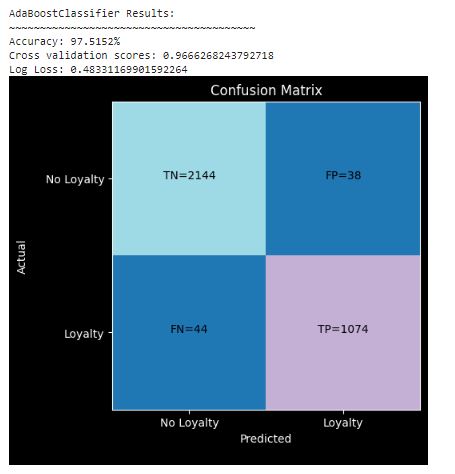 AdaBoostClassifier Results:
~~~~~~~~~~~~~~~~~~~~~~~~~~~~~~~~~~~~~~~
Accuracy: 97.5152%
Cross validation scores: 0.9666268243792718
Log Loss: 0.48331169901592264
Confusion Matrix
No Loyalty
TN=2144
FP=38
Actual
Loyalty
FN=44
TP=1074
No Loyalty
Loyalty
Predicted